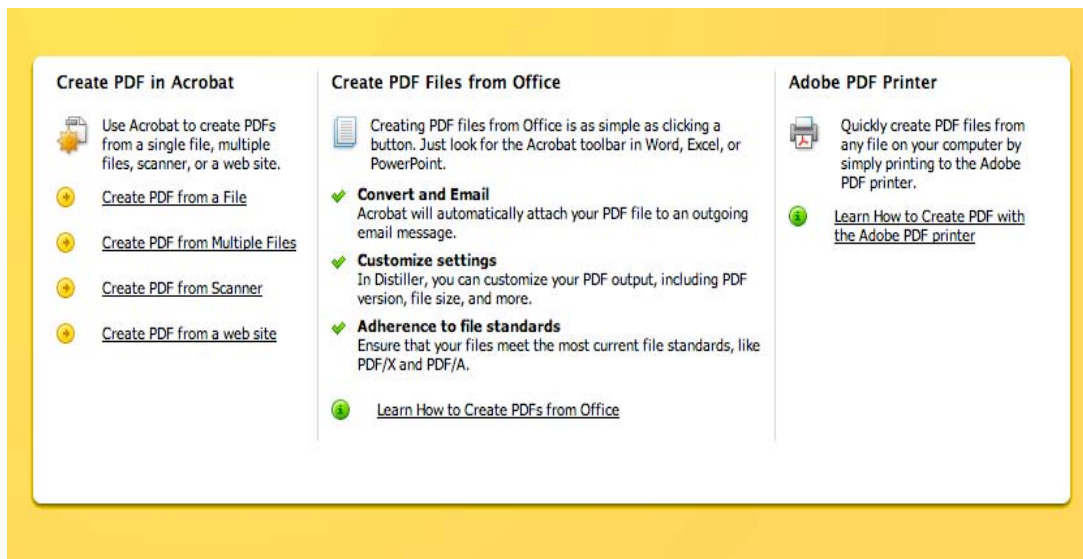 Create PDF in Acrobat
Use Acrobat to create PDFs
from a single file, multiple
files, scanner, or a web site.
Create PDF from a File
Create PDF from Multiple Files
Create PDF from Scanner
Create PDF from a web site
Create PDF Files from Office
Creating PDF files from Office is as simple as clicking a
button. Just look for the Acrobat toolbar in Word, Excel, or
PowerPoint.
Convert and Email
Acrobat will automatically attach your PDF file to an outgoing
email message.
Customize settings
In Distiller, you can customize your PDF output, including PDF
version, file size, and more.
Adherence to file standards
Ensure that your files meet the most current file standards, like
PDF/X and PDF/A.
Learn How to Create PDFs from Office
Adobe PDF Printer
Quickly create PDF files from
any file on your computer by
simply printing to the Adobe
PDF printer.
Learn How to Create PDF with
the Adobe PDF printer